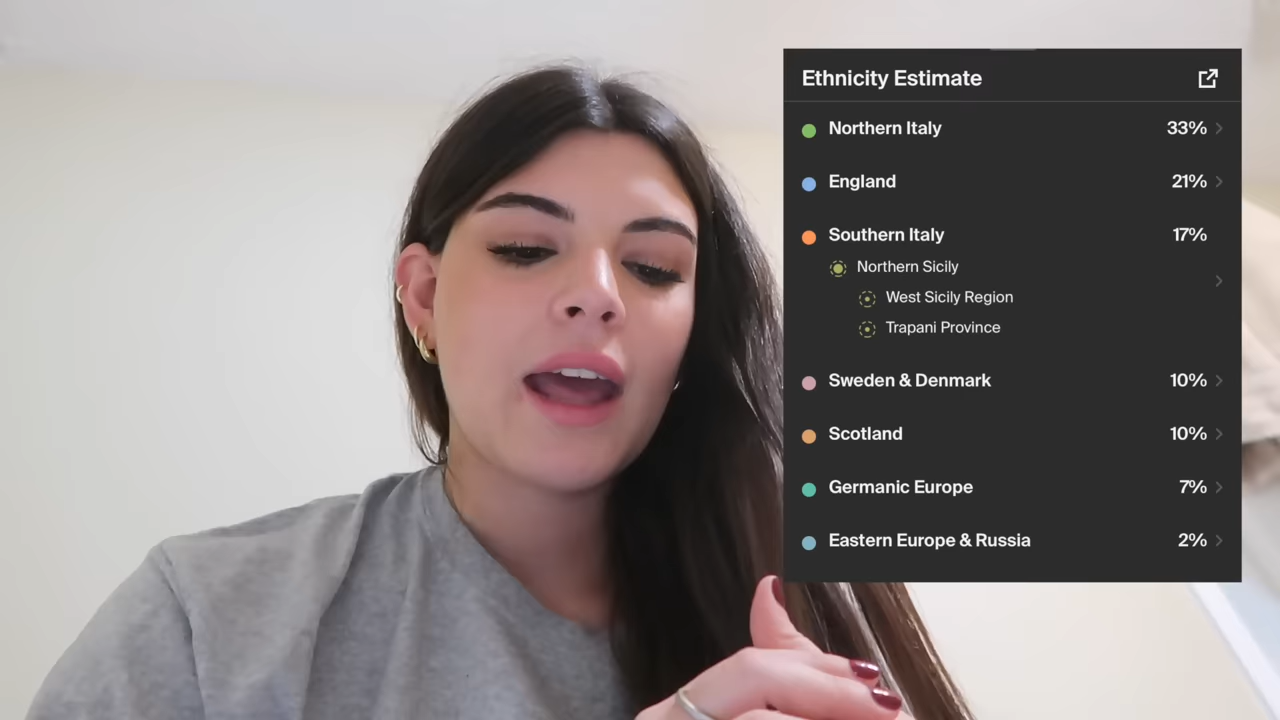 Ethnicity Estimate
Northern Italy 33%
England 21%
Southern Italy 17%
Northern Sicily
West Sicily Region
Trapani Province
Sweden & Denmark 10%
Scotland 10%
Germanic Europe 7%
Eastern Europe & Russia 2%